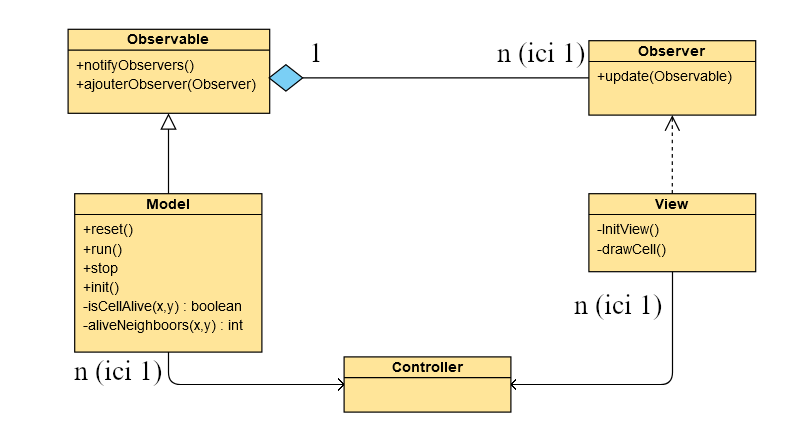 Observable
+notifyObservers()
+ajouterObserver(Observer)
1
n (ici 1)
Observer
+update(Observable)
Model
+reset()
+run()
+stop
+init()
-isCellAlive(x,y) : boolean
-aliveNeighboors(x,y) : int
View
-InitView()
-drawCell()
n (ici 1)
n (ici 1)
Controller